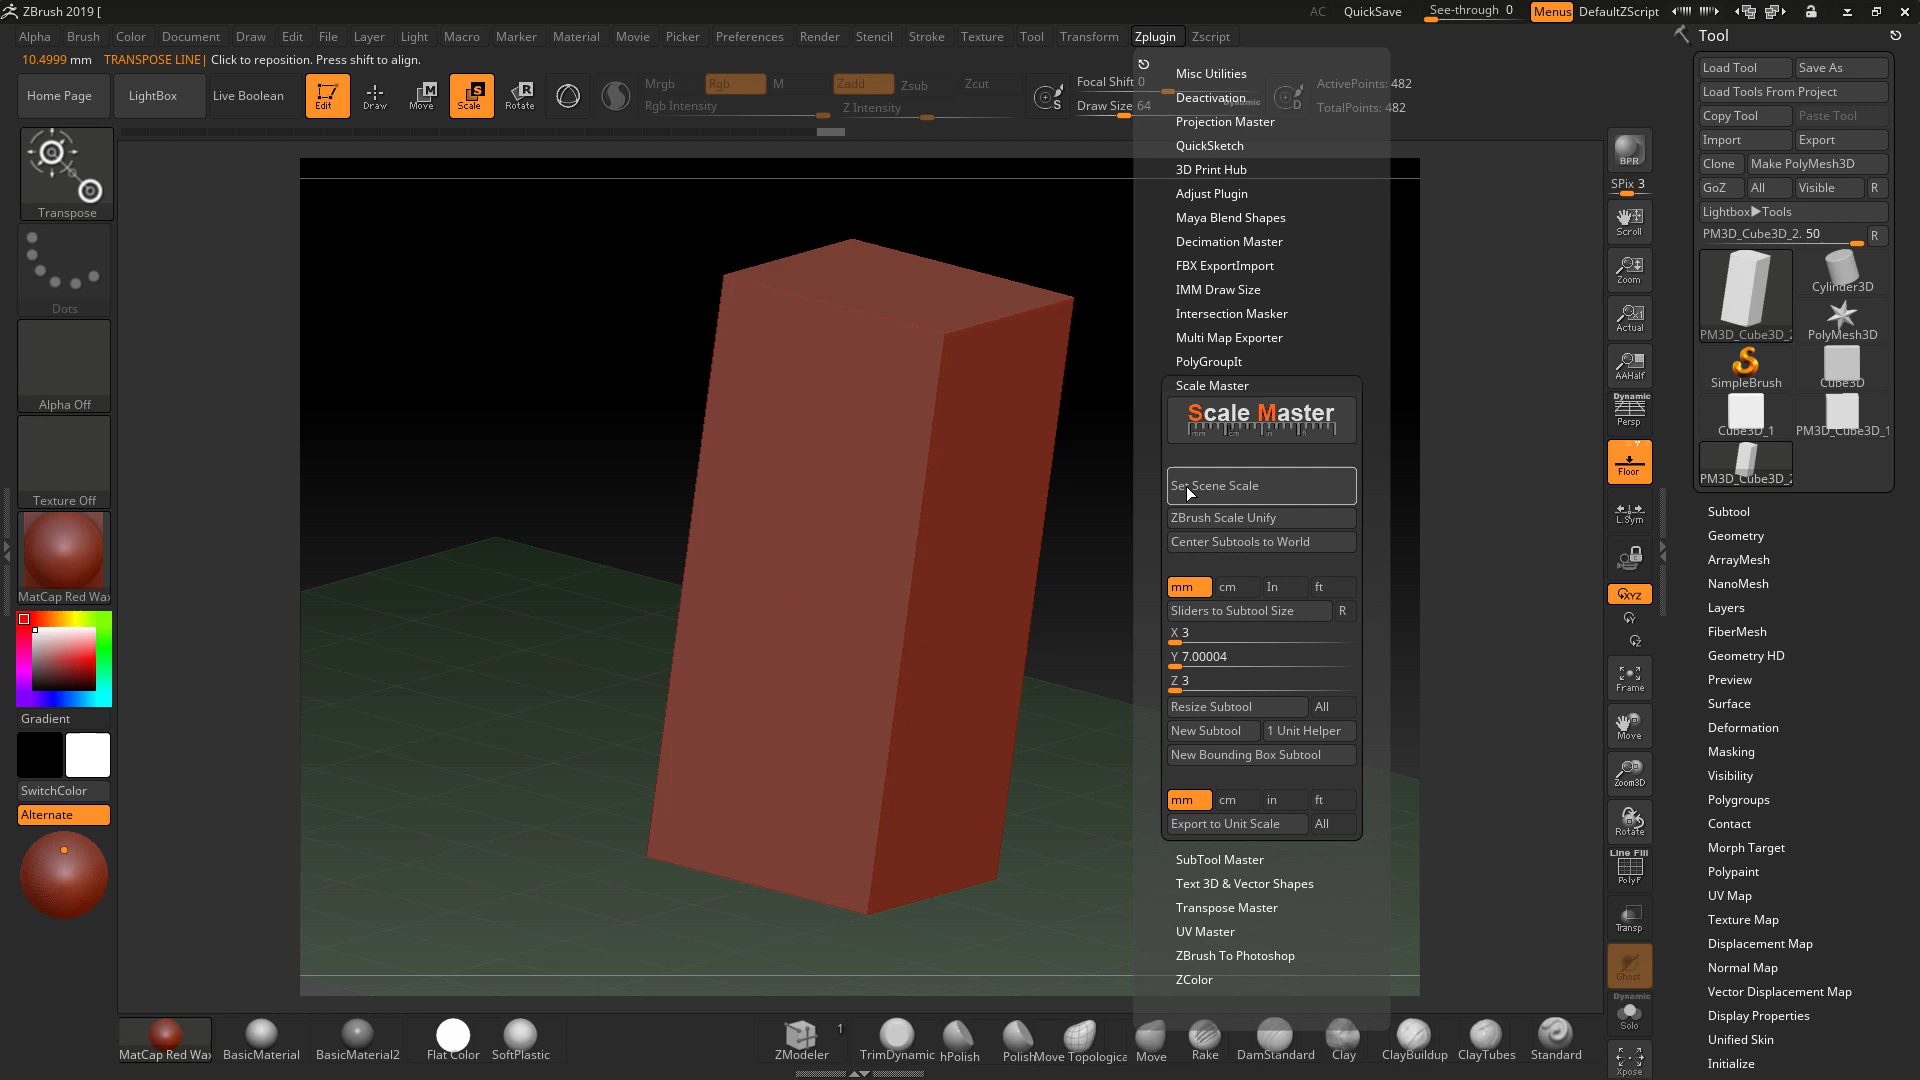 ZBrush 2019 [
AC QuickSave See-through 0 Menus DefaultZScript
Alpha Brush Color Document Draw Edit File Layer Light Macro Marker Material Movie Picker Preferences Render Stencil Stroke Texture Tool Transform Zplugin Zscript
10.4999 mm TRANSPOSE LINE| Click to reposition. Press shift to align.
Home Page LightBox Live Boolean Edit Draw Move Scale Rotate
Mrgb Rgb M Zadd Zsub Zcut
Rgb Intensity Z Intensity
Focal Shift 0
Draw Size 64
ActivePoints: 482
TotalPoints: 482
Transpose
Dots
Alpha Off
Texture Off
MatCap Red Wax
Gradient
SwitchColor
Alternate
Misc Utilities
Deactivation
Projection Master
QuickSketch
3D Print Hub
Adjust Plugin
Maya Blend Shapes
Decimation Master
FBX ExportImport
IMM Draw Size
Intersection Masker
Multi Map Exporter
PolyGroupIt
Scale Master
Scale Master
mm cm in ft
Set Scene Scale
ZBrush Scale Unify
Center Subtools to World
mm cm In ft
Sliders to Subtool Size R
X 3
Y 7.00004
Z 3
Resize Subtool All
New Subtool 1 Unit Helper
New Bounding Box Subtool
mm cm in ft
Export to Unit Scale All
SubTool Master
Text 3D & Vector Shapes
Transpose Master
UV Master
ZBrush To Photoshop
ZColor
BPR
SPix 3
Scroll
Zoom
Actual
AAHalf
Dynamic
Persp
Floor
L.Sym
XYZ
Frame
Move
Zoom3D
Rotate
Line Fill
PolyF
Transp
Ghost
Dynamic
Solo
Xpose
Tool
Load Tool Save As
Load Tools From Project
Copy Tool Paste Tool
Import Export
Clone Make PolyMesh3D
GoZ All Visible R
Lightbox▶Tools
PM3D_Cube3D_2. 50 R
PM3D_Cube3D_2 Cylinder3D
PolyMesh3D
SimpleBrush Cube3D
Cube3D_1 PM3D_Cube3D_1
PM3D_Cube3D_2
Subtool
Geometry
ArrayMesh
NanoMesh
Layers
FiberMesh
Geometry HD
Preview
Surface
Deformation
Masking
Visibility
Polygroups
Contact
Morph Target
Polypaint
UV Map
Texture Map
Displacement Map
Normal Map
Vector Displacement Map
Display Properties
Unified Skin
Initialize
MatCap Red Wax BasicMaterial BasicMaterial2 Flat Color SoftPlastic
1
ZModeler TrimDynamic hPolish Polish Move Topologica Move Rake DamStandard Clay ClayBuildup ClayTubes Standard